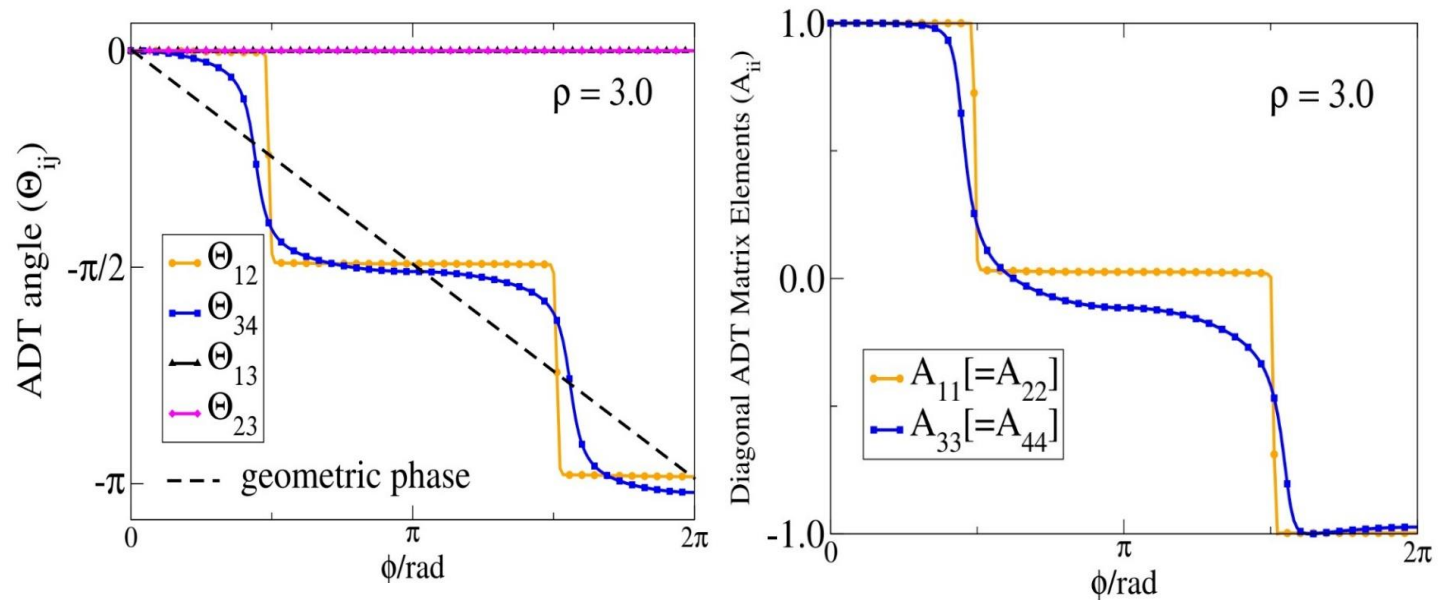 ADT angle (Θij)
0
-π/2
-π
ρ = 3.0
Θ12
Θ34
Θ13
Θ23
geometric phase
0
π
2π
ϕ/rad
Diagonal ADT Matrix Elements (Aii)
1.0
0.0
-1.0
ρ = 3.0
A11[=A22]
A33[=A44]
0
π
2π
ϕ/rad